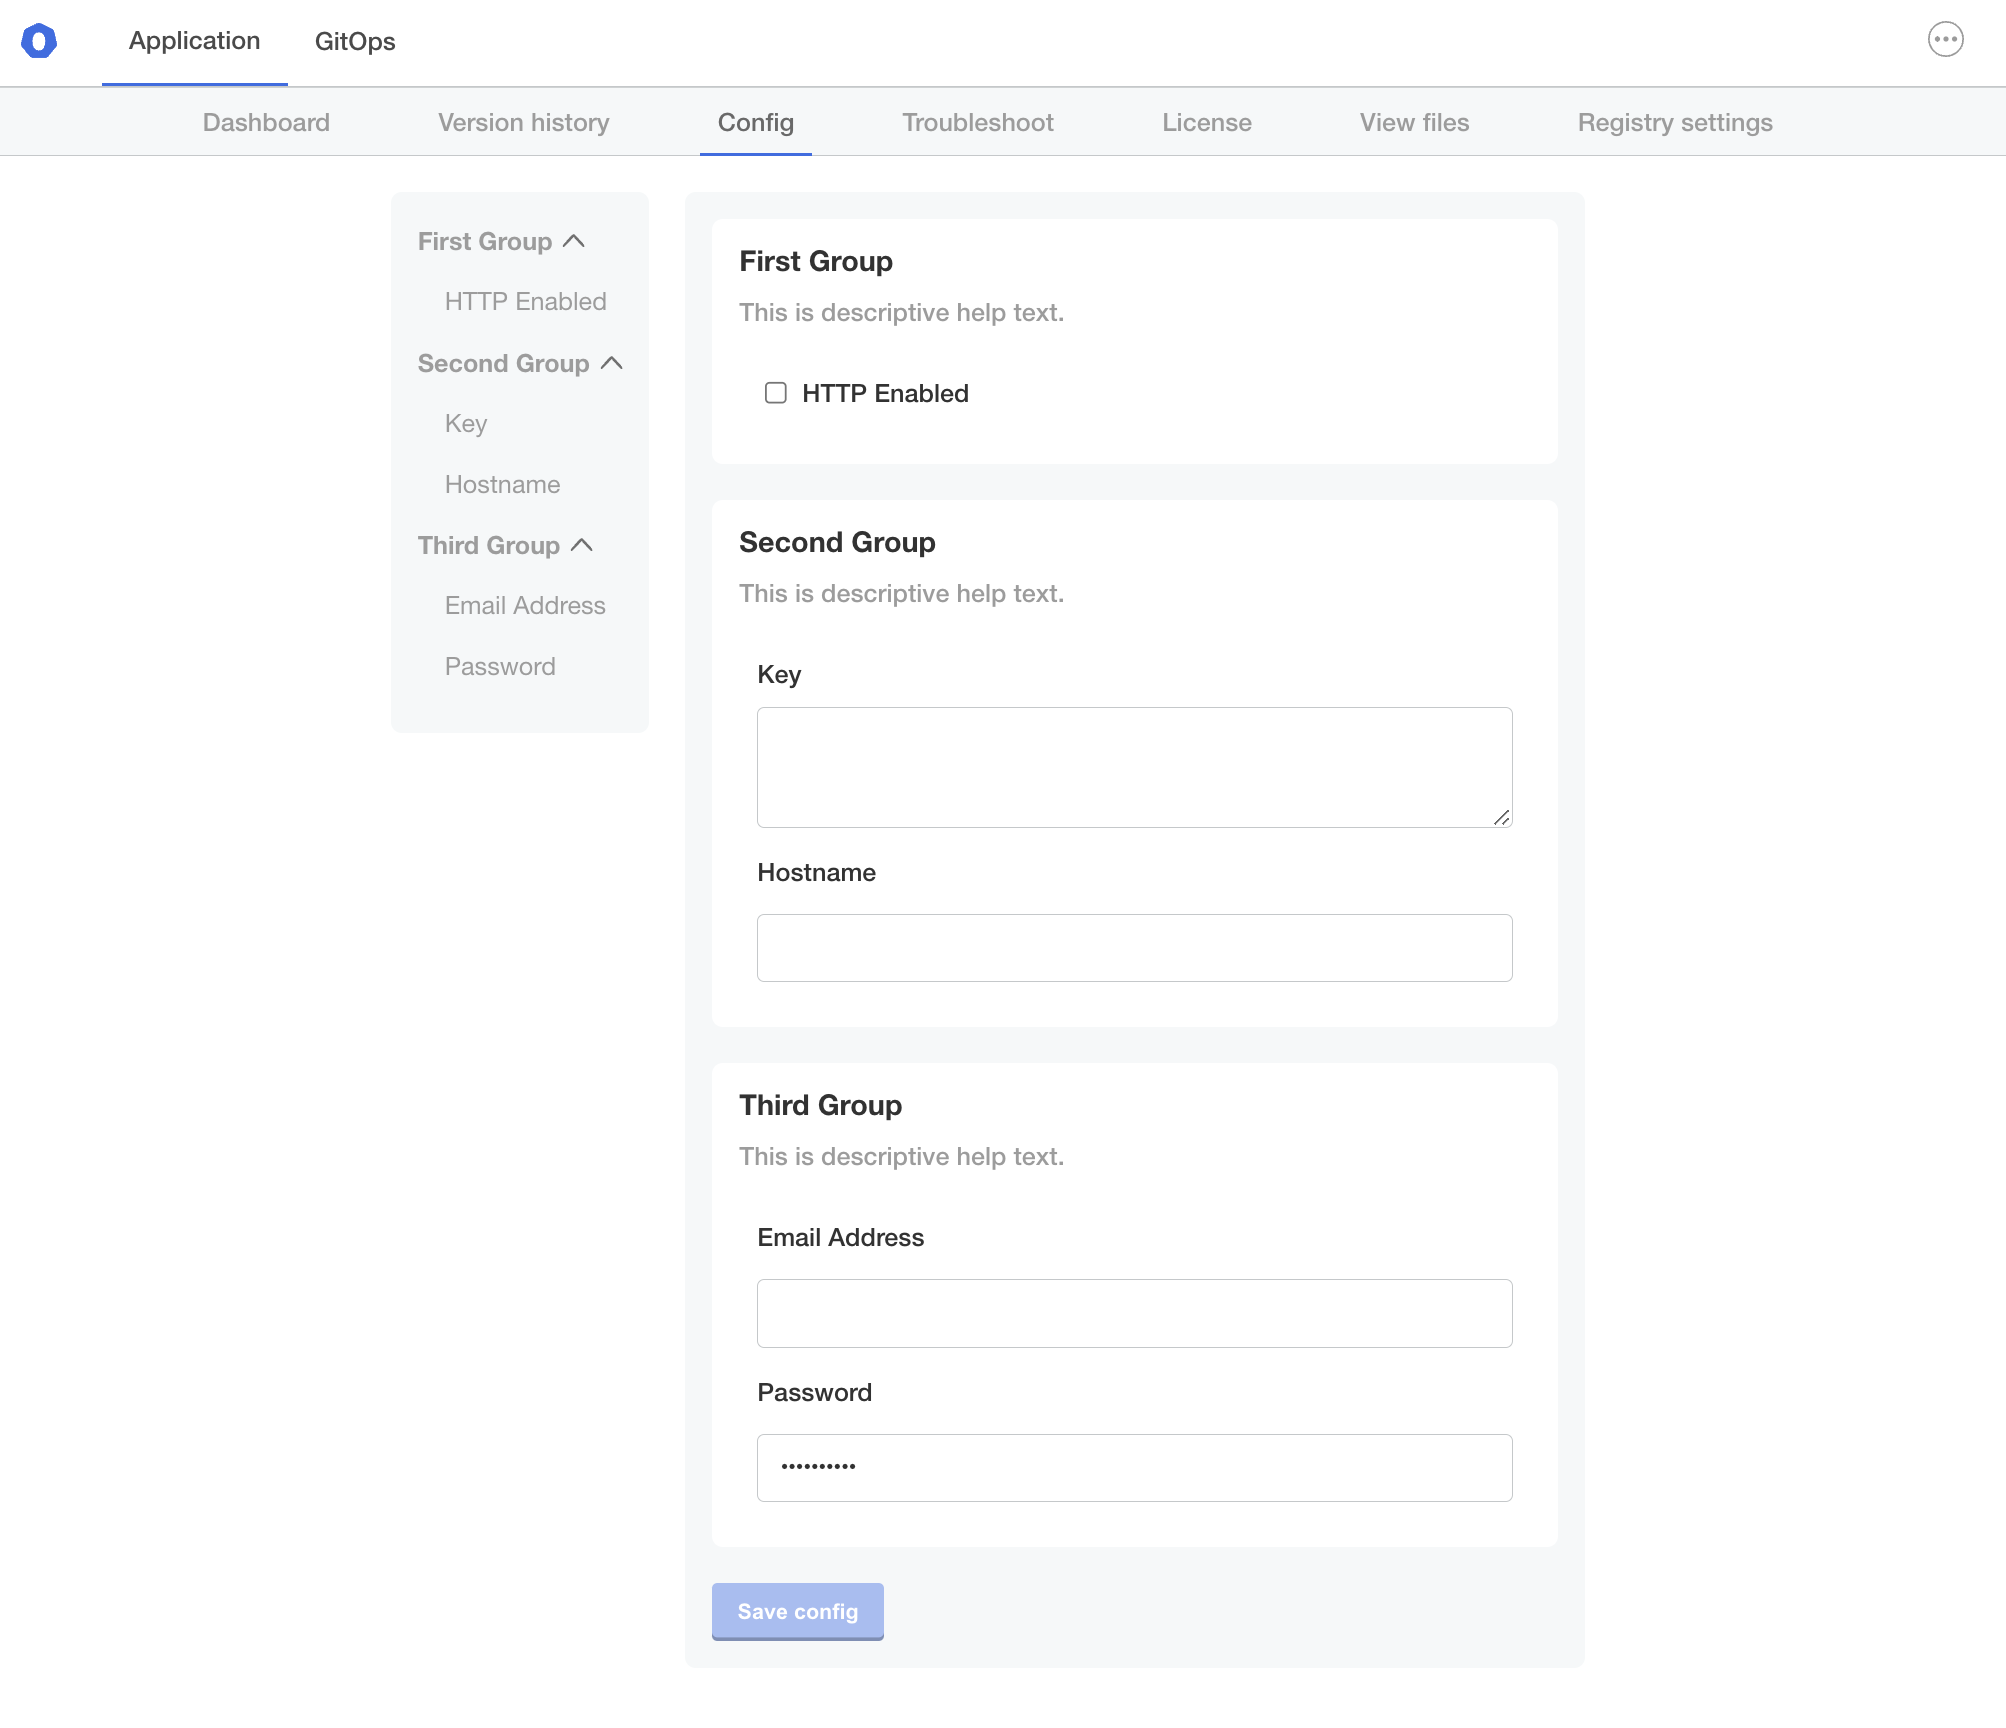 Application GitOps
Dashboard Version history Config Troubleshoot License View files Registry settings
First Group
HTTP Enabled
Second Group
Key
Hostname
Third Group
Email Address
Password
First Group
This is descriptive help text.
HTTP Enabled
Second Group
This is descriptive help text.
Key
Hostname
Third Group
This is descriptive help text.
Email Address
Password
••••••••••
Save config